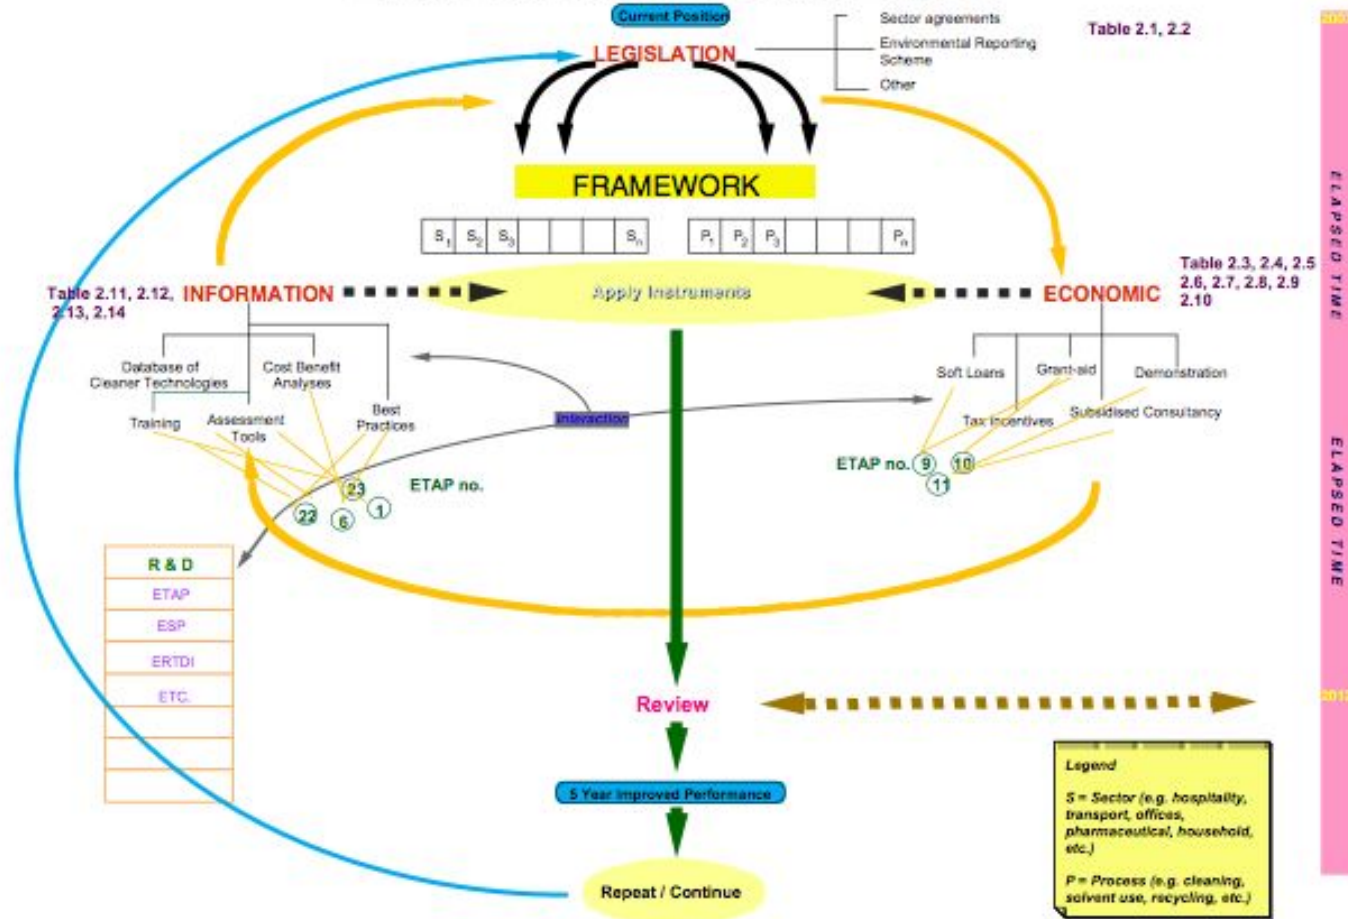 Current Position
LEGISLATION
Sector agreements
Environmental Reporting
Scheme
Other
Table 2.1, 2.2
FRAMEWORK
S1 S2 S3 Sn
P1 P2 P3 Pn
Table 2.11, 2.12,
2.13, 2.14
INFORMATION
Apply Instruments
ECONOMIC
Table 2.3, 2.4, 2.5
2.6, 2.7, 2.8, 2.9
2.10
Database of
Cleaner Technologies
Cost Benefit
Analyses
Training
Assessment
Tools
Best
Practices
Interaction
Soft Loans
Grant-aid
Demonstration
Tax Incentives
Subsidised Consultancy
ETAP no.
22
6
23
1
ETAP no.
9
10
11
R & D
ETAP
ESP
ERTDI
ETC.
Review
5 Year Improved Performance
Repeat / Continue
Legend
S = Sector (e.g. hospitality,
transport, offices,
pharmaceutical, household,
etc.)
P = Process (e.g. cleaning,
solvent use, recycling, etc.)
ELAPSED TIME
ELAPSED TIME